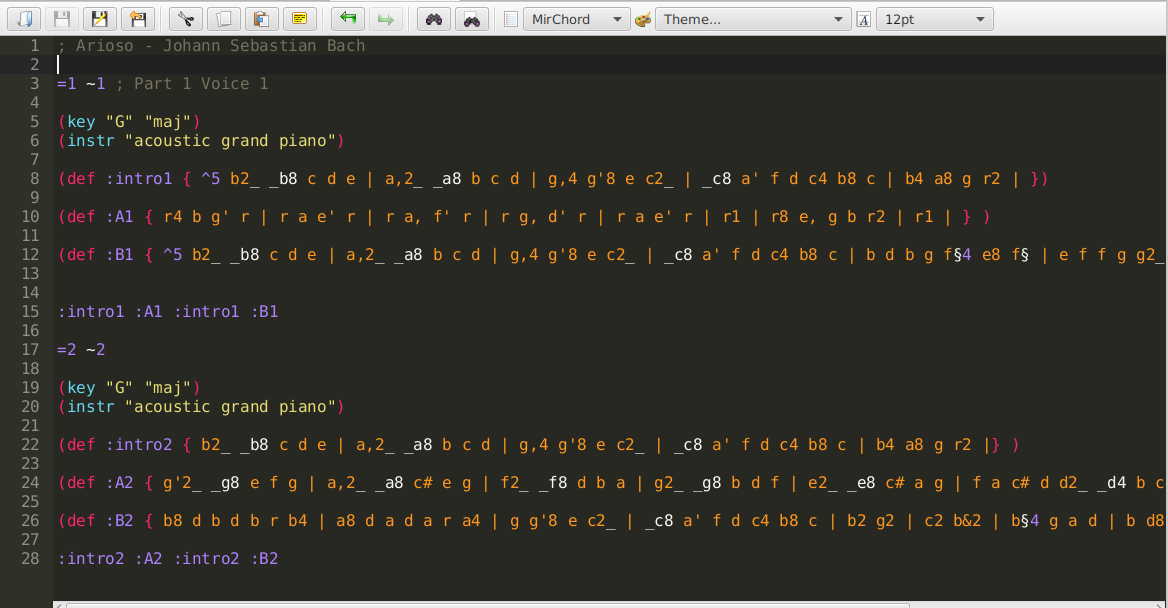 MirChord Theme... 12pt
1 ; Arioso - Johann Sebastian Bach
2
3 =1 ~1 ; Part 1 Voice 1
4
5 (key "G" "maj")
6 (instr "acoustic grand piano")
7
8 (def :intro1 { ^5 b2_ _b8 c d e | a,2_ _a8 b c d | g,4 g'8 e c2_ | _c8 a' f d c4 b8 c | b4 a8 g r2 | })
9
10 (def :A1 { r4 b g' r | r a e' r | r a, f' r | r g, d' r | r a e' r | r1 | r8 e, g b r2 | r1 | } )
11
12 (def :B1 { ^5 b2_ _b8 c d e | a,2_ _a8 b c d | g,4 g'8 e c2_ | _c8 a' f d c4 b8 c | b d b g f§4 e8 f§ | e f f g g2_
13
14
15 :intro1 :A1 :intro1 :B1
16
17 =2 ~2
18
19 (key "G" "maj")
20 (instr "acoustic grand piano")
21
22 (def :intro2 { b2_ _b8 c d e | a,2_ _a8 b c d | g,4 g'8 e c2_ | _c8 a' f d c4 b8 c | b4 a8 g r2 |} )
23
24 (def :A2 { g'2_ _g8 e f g | a,2_ _a8 c# e g | f2_ _f8 d b a | g2_ _g8 b d f | e2_ _e8 c# a g | f a c# d d2_ _d4 b c
25
26 (def :B2 { b8 d b d b r b4 | a8 d a d a r a4 | g g'8 e c2_ | _c8 a' f d c4 b8 c | b2 g2 | c2 b&2 | b§4 g a d | b d8
27
28 :intro2 :A2 :intro2 :B2